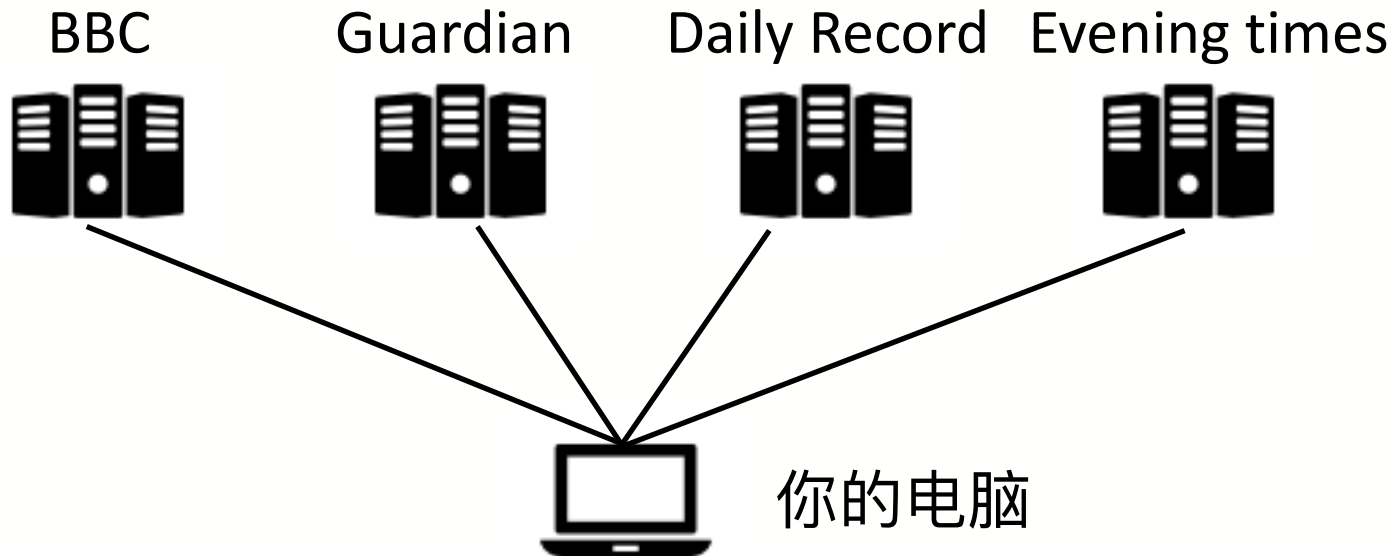 BBC
Guardian
Daily Record
Evening times
你的电脑